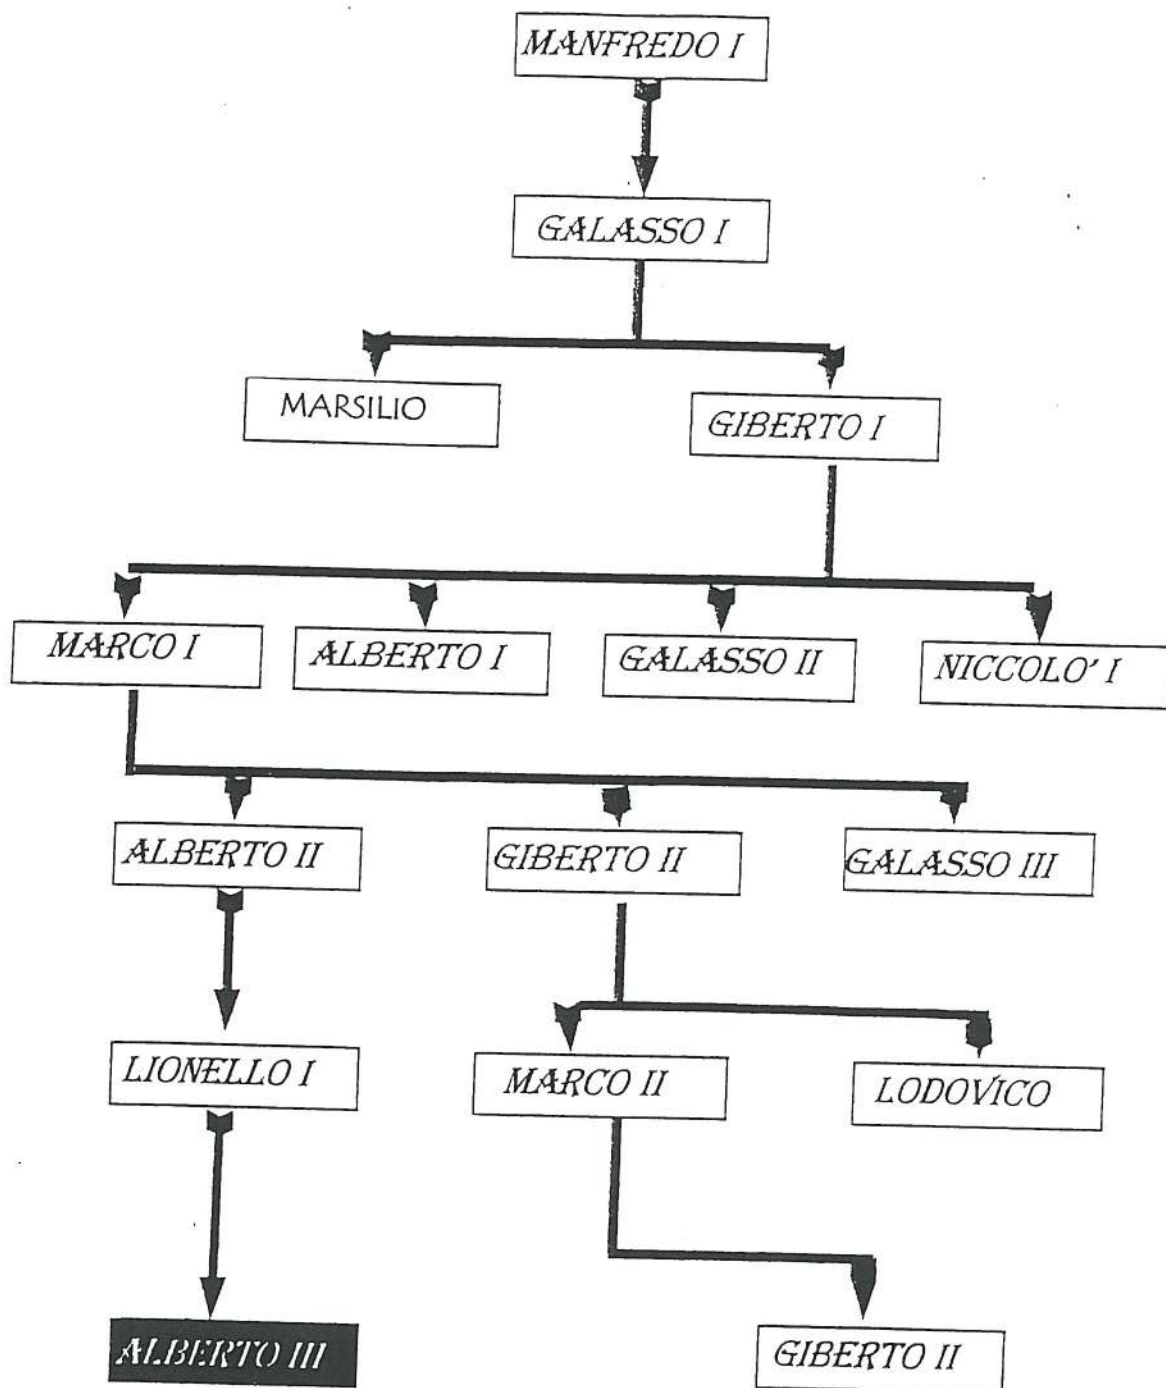 MANFREDO I
GALASSO I
MARSILIO
GIBERTO I
MARCO I
ALBERTO I
GALASSO II
NICCOLO' I
ALBERTO II
GIBERTO II
GALASSO III
LIONELLO I
MARCO II
LODOVICO
ALBERTO III
GIBERTO II